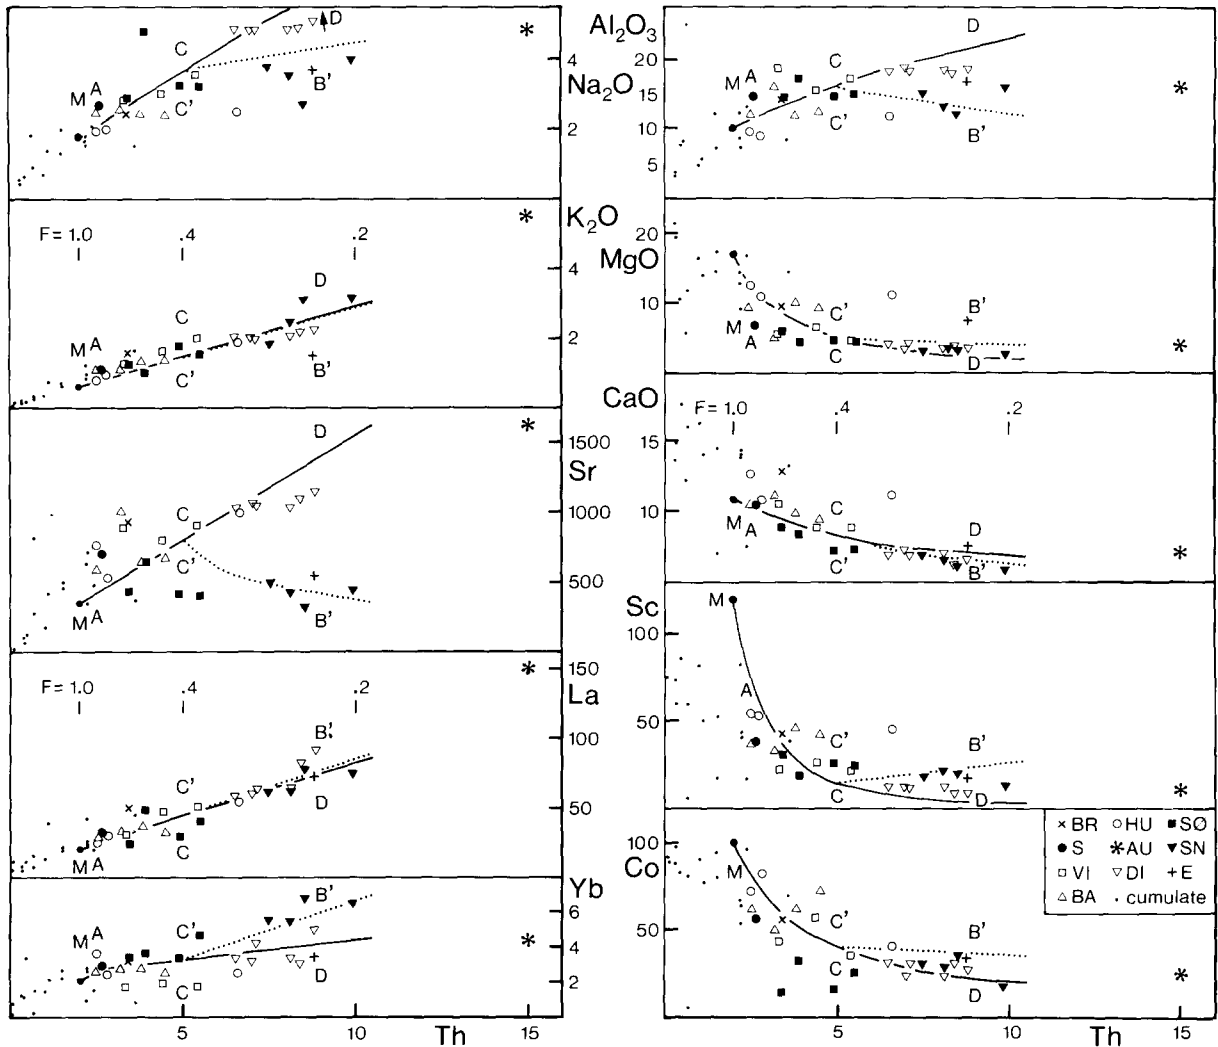 D
C
M A
C'
E
B'
*
4
Na₂O
2
K₂O
F= 1.0 .4 .2
4
D
C
M A
C'
B'
2
*
D
C
C'
M A
B'
1500
Sr
1000
500
*
F= 1.0 .4 .2
150
La
100
50
B'
C'
D
M A
C
*
Yb
6
4
2
B'
C'
M A
C
D
*
5 Th 15
Al₂O₃
20
15
10
5
D
C
M A
C'
B'
*
MgO
20
10
B'
C'
M
A
C
D
*
CaO
F= 1.0 .4 .2
15
10
C
D
M A
C'
B'
*
Sc
100
50
M
A
C'
B'
C
D
*
Co
100
50
M
C'
B'
C
D
*
5 10 Th 15
× BR ○ HU ■ SØ
● S * AU ▼ SN
□ VI ▽ DI + E
△ BA · cumulate